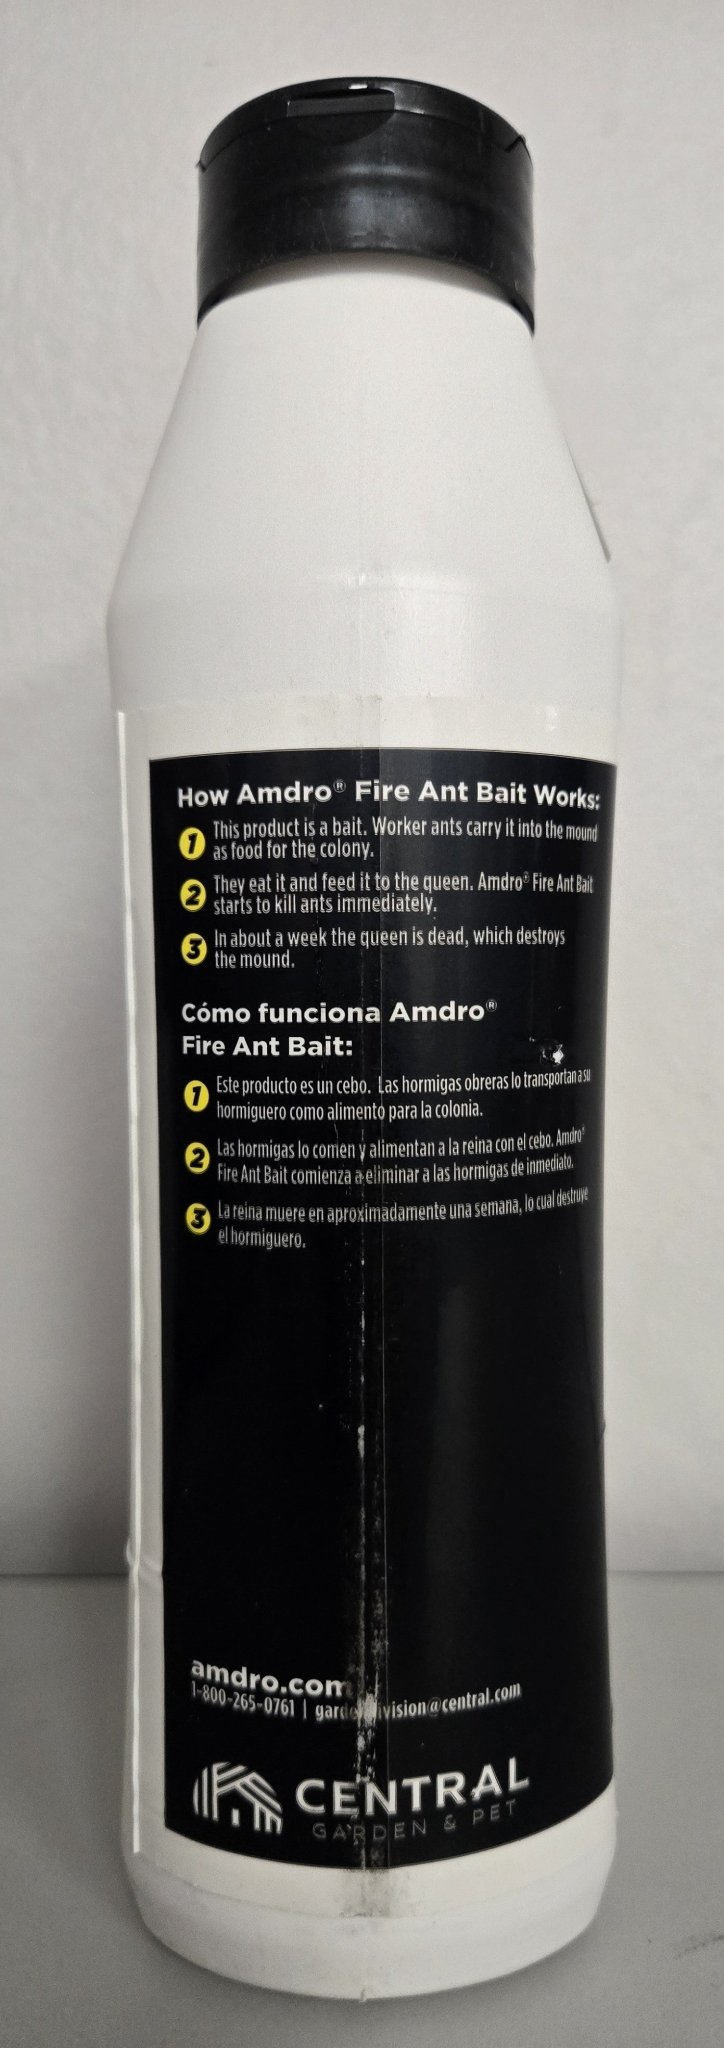 How Amdro® Fire Ant Bait Works:
1 This product is a bait. Worker ants carry it into the mound
as food for the colony.
2 They eat it and feed it to the queen. Amdro® Fire Ant Bait
starts to kill ants immediately.
3 In about a week the queen is dead, which destroys
the mound.
Cómo funciona Amdro®
Fire Ant Bait:
1 Este producto es un cebo. Las hormigas obreras lo transportan a su
hormiguero como alimento para la colonia.
2 Las hormigas lo comen y alimentan a la reina con el cebo. Amdro®
Fire Ant Bait comienza a eliminar a las hormigas de inmediato.
3 La reina muere en aproximadamente una semana, lo cual destruye
el hormiguero.
amdro.com
1-800-265-0761 |
CENTRAL
GARDEN & PET